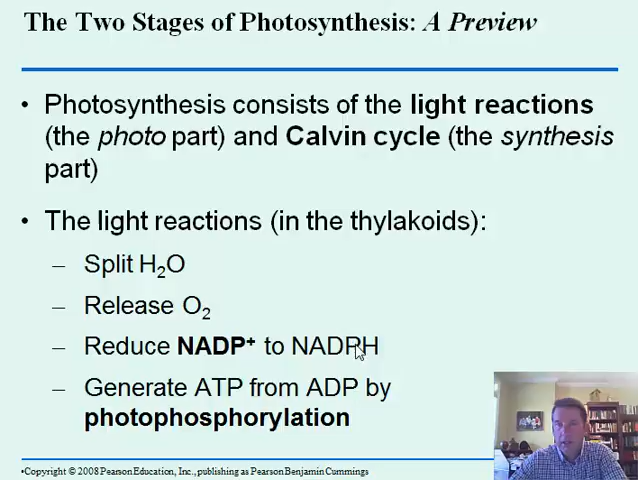 The Two Stages of Photosynthesis: A Preview
• Photosynthesis consists of the light reactions
(the photo part) and Calvin cycle (the synthesis
part)
• The light reactions (in the thylakoids):
– Split H₂O
– Release O₂
– Reduce NADP⁺ to NADPH
– Generate ATP from ADP by
photophosphorylation
•Copyright © 2008 Pearson Education, Inc., publishing as Pearson Benjamin Cummings